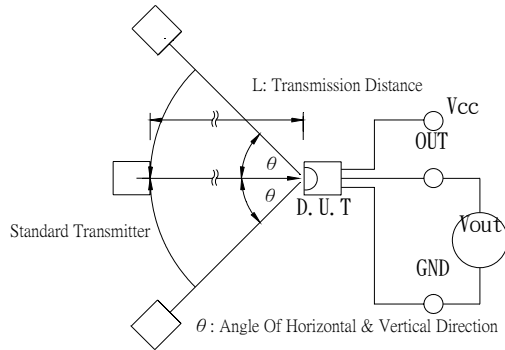 L: Transmission Distance
Vcc
OUT
θ
θ
D.U.T
Standard Transmitter
Vout
GND
θ: Angle Of Horizontal & Vertical Direction